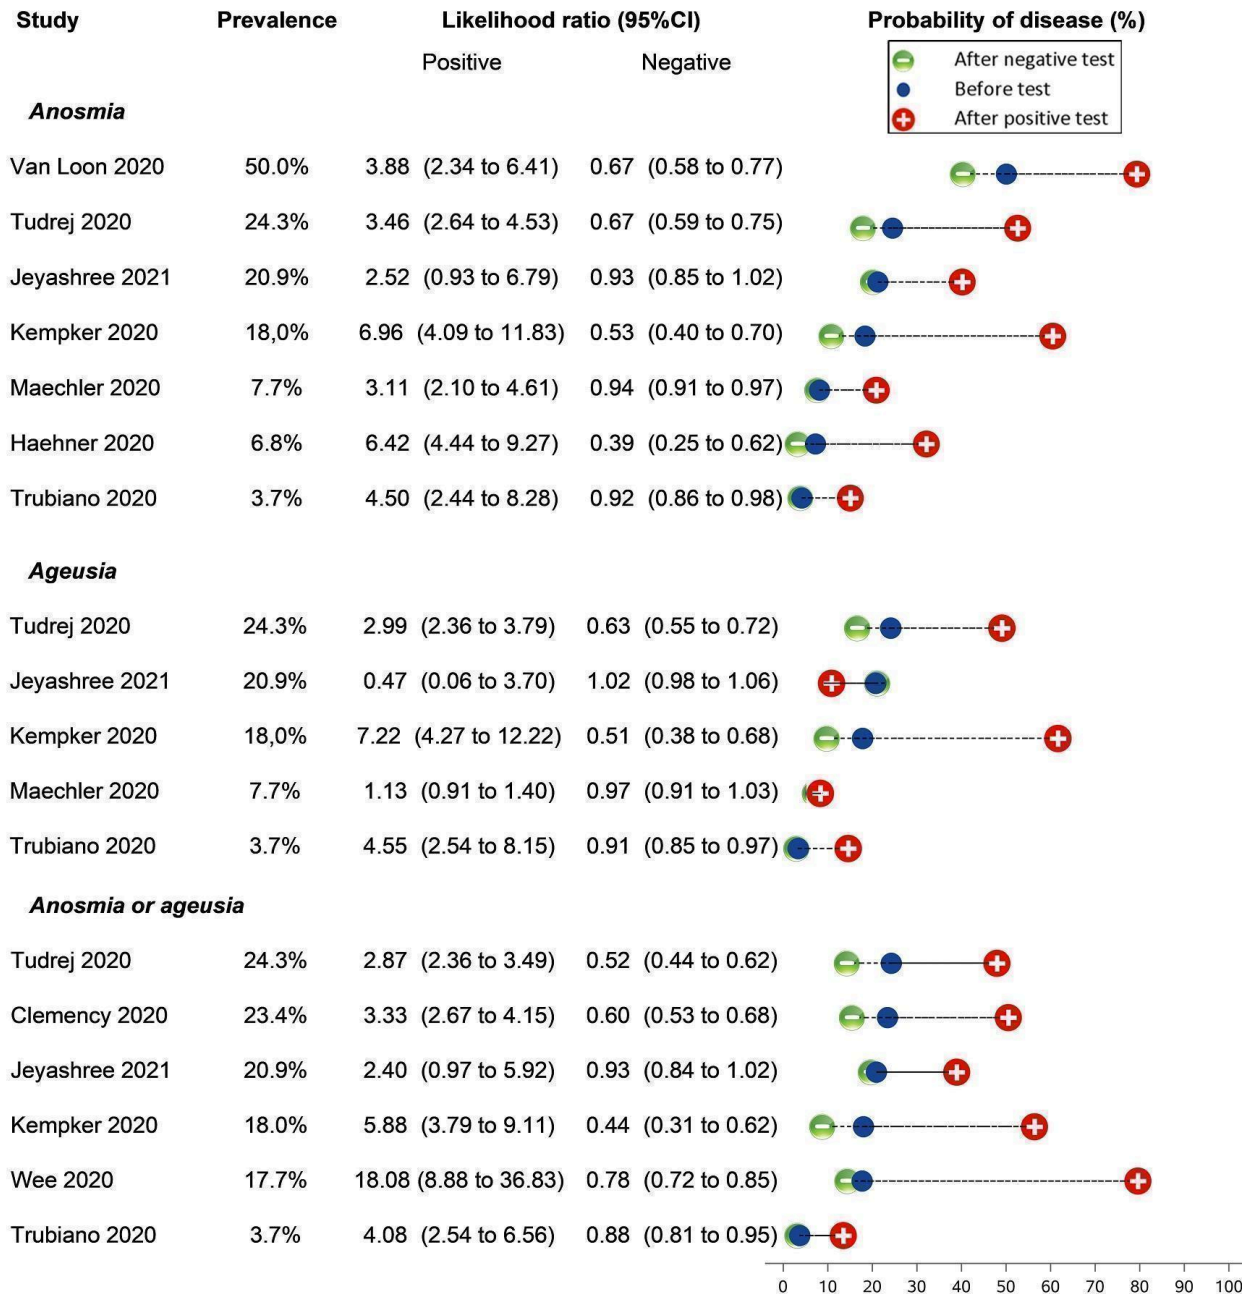 Study Prevalence Likelihood ratio (95%CI) Probability of disease (%)
Positive Negative
After negative test
Before test
After positive test
Anosmia
Van Loon 2020 50.0% 3.88 (2.34 to 6.41) 0.67 (0.58 to 0.77)
Tudrej 2020 24.3% 3.46 (2.64 to 4.53) 0.67 (0.59 to 0.75)
Jeyashree 2021 20.9% 2.52 (0.93 to 6.79) 0.93 (0.85 to 1.02)
Kempker 2020 18,0% 6.96 (4.09 to 11.83) 0.53 (0.40 to 0.70)
Maechler 2020 7.7% 3.11 (2.10 to 4.61) 0.94 (0.91 to 0.97)
Haehner 2020 6.8% 6.42 (4.44 to 9.27) 0.39 (0.25 to 0.62)
Trubiano 2020 3.7% 4.50 (2.44 to 8.28) 0.92 (0.86 to 0.98)
Ageusia
Tudrej 2020 24.3% 2.99 (2.36 to 3.79) 0.63 (0.55 to 0.72)
Jeyashree 2021 20.9% 0.47 (0.06 to 3.70) 1.02 (0.98 to 1.06)
Kempker 2020 18,0% 7.22 (4.27 to 12.22) 0.51 (0.38 to 0.68)
Maechler 2020 7.7% 1.13 (0.91 to 1.40) 0.97 (0.91 to 1.03)
Trubiano 2020 3.7% 4.55 (2.54 to 8.15) 0.91 (0.85 to 0.97)
Anosmia or ageusia
Tudrej 2020 24.3% 2.87 (2.36 to 3.49) 0.52 (0.44 to 0.62)
Clemency 2020 23.4% 3.33 (2.67 to 4.15) 0.60 (0.53 to 0.68)
Jeyashree 2021 20.9% 2.40 (0.97 to 5.92) 0.93 (0.84 to 1.02)
Kempker 2020 18.0% 5.88 (3.79 to 9.11) 0.44 (0.31 to 0.62)
Wee 2020 17.7% 18.08 (8.88 to 36.83) 0.78 (0.72 to 0.85)
Trubiano 2020 3.7% 4.08 (2.54 to 6.56) 0.88 (0.81 to 0.95)
0 10 20 30 40 50 60 70 80 90 100